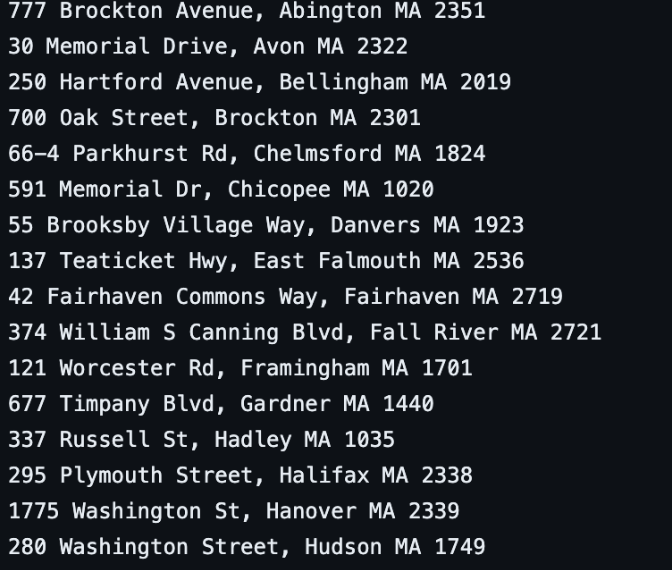 777 Brockton Avenue, Abington MA 2351
30 Memorial Drive, Avon MA 2322
250 Hartford Avenue, Bellingham MA 2019
700 Oak Street, Brockton MA 2301
66-4 Parkhurst Rd, Chelmsford MA 1824
591 Memorial Dr, Chicopee MA 1020
55 Brooksby Village Way, Danvers MA 1923
137 Teaticket Hwy, East Falmouth MA 2536
42 Fairhaven Commons Way, Fairhaven MA 2719
374 William S Canning Blvd, Fall River MA 2721
121 Worcester Rd, Framingham MA 1701
677 Timpany Blvd, Gardner MA 1440
337 Russell St, Hadley MA 1035
295 Plymouth Street, Halifax MA 2338
1775 Washington St, Hanover MA 2339
280 Washington Street, Hudson MA 1749